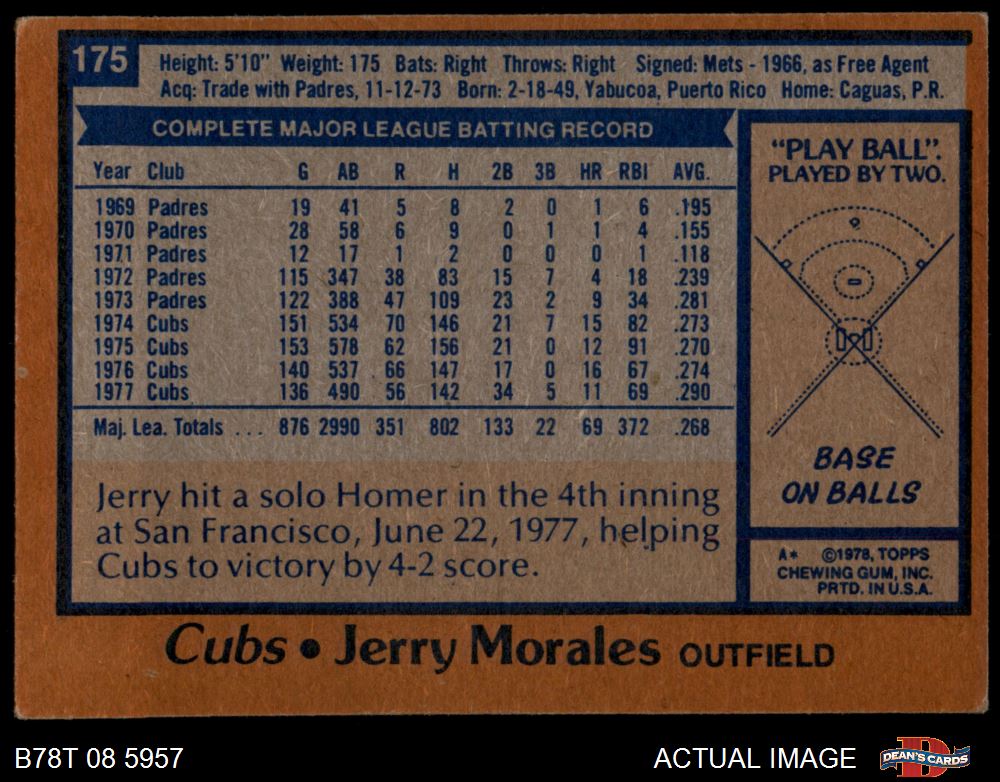 175
Height: 5'10" Weight: 175 Bats: Right Throws: Right Signed: Mets - 1966, as Free Agent
Acq: Trade with Padres, 11-12-73 Born: 2-18-49, Yabucoa, Puerto Rico Home: Caguas, P.R.
COMPLETE MAJOR LEAGUE BATTING RECORD
Year Club G AB R H 2B 3B HR RBI AVG.
1969 Padres 19 41 5 8 2 0 1 6 .195
1970 Padres 28 58 6 9 0 1 1 4 .155
1971 Padres 12 17 1 2 0 0 0 1 .118
1972 Padres 115 347 38 83 15 7 4 18 .239
1973 Padres 122 388 47 109 23 2 9 34 .281
1974 Cubs 151 534 70 146 21 7 15 82 .273
1975 Cubs 153 578 62 156 21 0 12 91 .270
1976 Cubs 140 537 66 147 17 0 16 67 .274
1977 Cubs 136 490 56 142 34 5 11 69 .290
Maj. Lea. Totals ... 876 2990 351 802 133 22 69 372 .268
Jerry hit a solo Homer in the 4th inning
at San Francisco, June 22, 1977, helping
Cubs to victory by 4-2 score.
"PLAY BALL".
PLAYED BY TWO.
BASE
ON BALLS
A* ©1978, TOPPS
CHEWING GUM, INC.
PRTD. IN U.S.A.
Cubs • Jerry Morales OUTFIELD
B78T 08 5957
ACTUAL IMAGE
D
DEAN'S CARDS